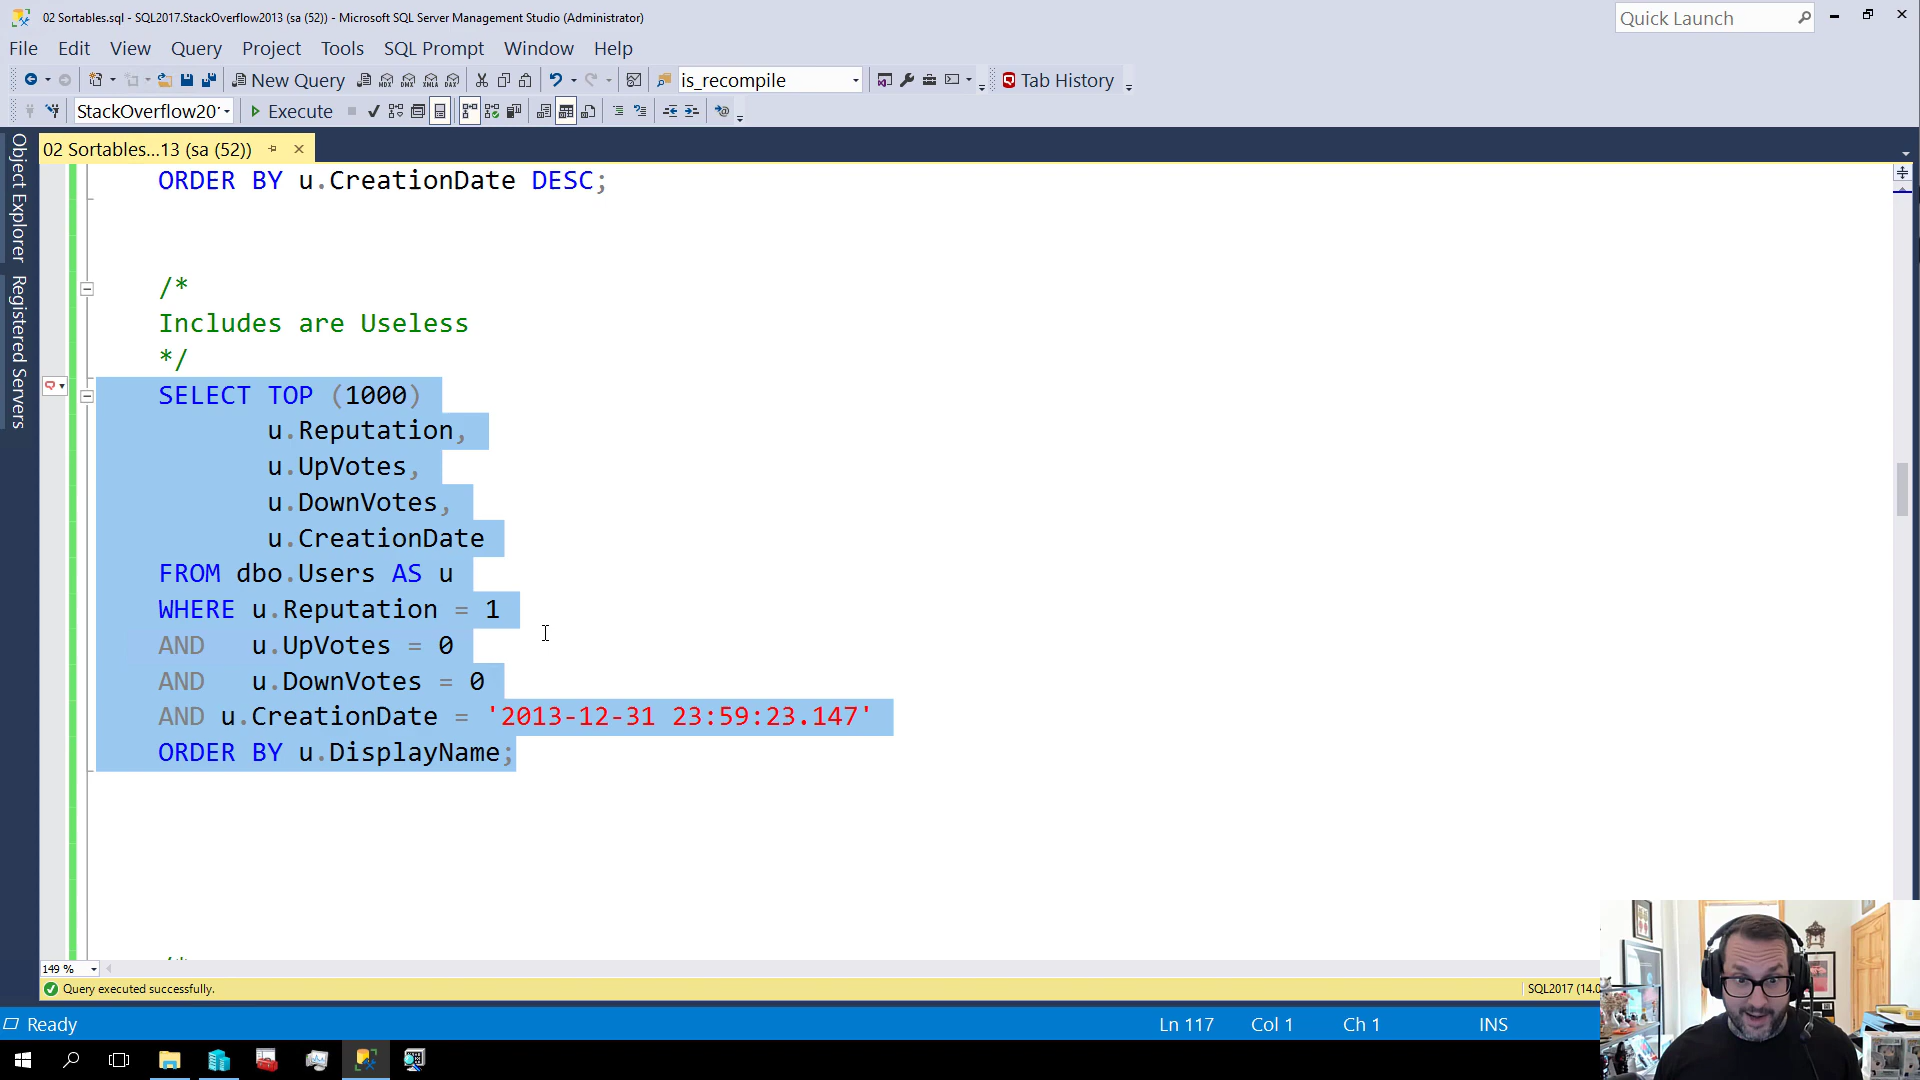 02 Sortables.sql - SQL2017.StackOverflow2013 (sa (52)) - Microsoft SQL Server Management Studio (Administrator)
Quick Launch
File Edit View Query Project Tools SQL Prompt Window Help
New Query
is_recompile
Tab History
StackOverflow20
Execute
02 Sortables...13 (sa (52))
Object Explorer
Registered Servers
ORDER BY u.CreationDate DESC;
/*
Includes are Useless
*/
SELECT TOP (1000)
u.Reputation,
u.UpVotes,
u.DownVotes,
u.CreationDate
FROM dbo.Users AS u
WHERE u.Reputation = 1
AND u.UpVotes = 0
AND u.DownVotes = 0
AND u.CreationDate = '2013-12-31 23:59:23.147'
ORDER BY u.DisplayName;
149 %
Query executed successfully.
SQL2017 (14.0
Ready
Ln 117
Col 1
Ch 1
INS